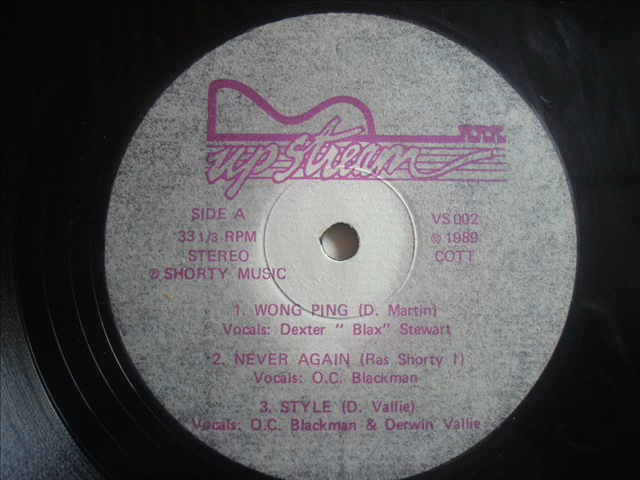 upstream
SIDE A
33 1/3 RPM
STEREO
℗ SHORTY MUSIC
VS 002
© 1989
COTT
1. WONG PING (D. Martin)
Vocals: Dexter " Blax" Stewart
2. NEVER AGAIN (Ras Shorty I)
Vocals: O.C. Blackman
3. STYLE (D. Vallie)
Vocals: O.C. Blackman & Derwin Vallie